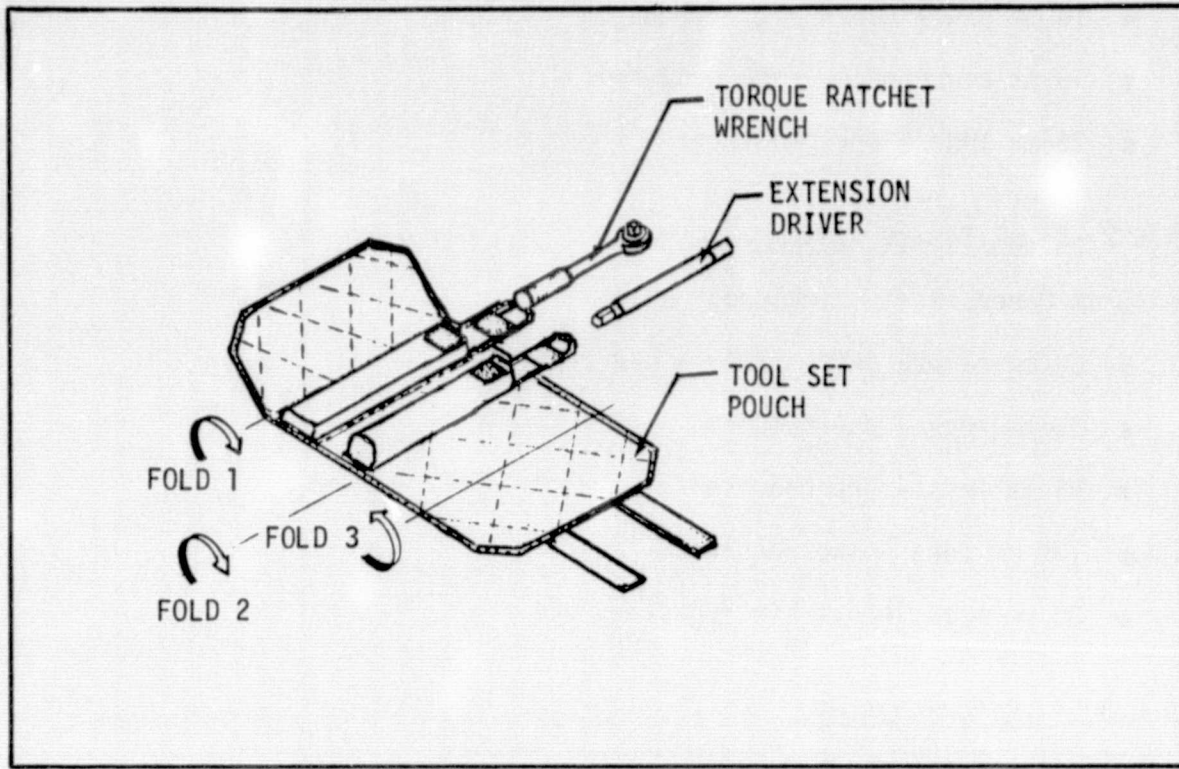 TORQUE RATCHET
WRENCH
EXTENSION
DRIVER
TOOL SET
POUCH
FOLD 1
FOLD 3
FOLD 2